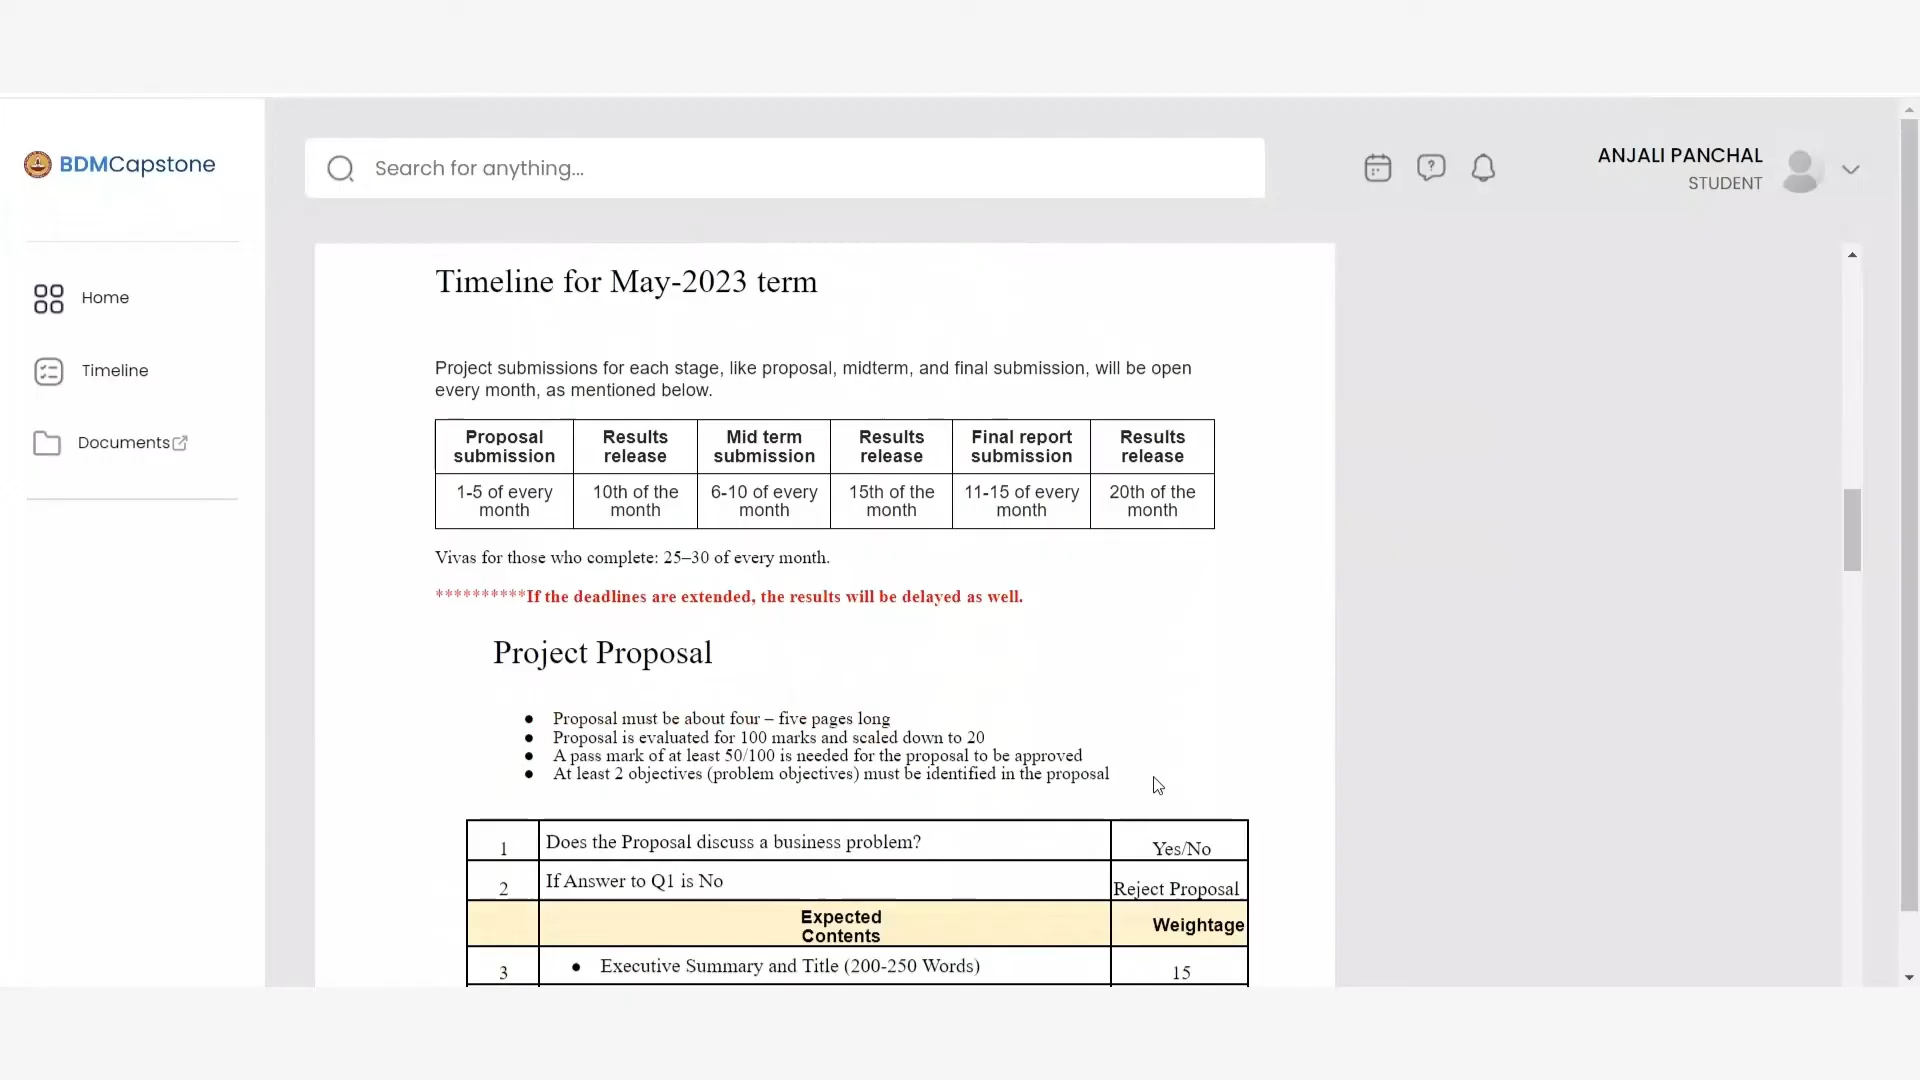 BDMCapstone
Search for anything...
ANJALI PANCHAL
STUDENT
Home
Timeline
Documents
Timeline for May-2023 term
Project submissions for each stage, like proposal, midterm, and final submission, will be open
every month, as mentioned below.
Proposal submission Results release Mid term submission Results release Final report submission Results release
1-5 of every month 10th of the month 6-10 of every month 15th of the month 11-15 of every month 20th of the month
Vivas for those who complete: 25–30 of every month.
**********If the deadlines are extended, the results will be delayed as well.
Project Proposal
● Proposal must be about four – five pages long
● Proposal is evaluated for 100 marks and scaled down to 20
● A pass mark of at least 50/100 is needed for the proposal to be approved
● At least 2 objectives (problem objectives) must be identified in the proposal
1 Does the Proposal discuss a business problem? Yes/No
2 If Answer to Q1 is No Reject Proposal
Expected Contents Weightage
3 ● Executive Summary and Title (200-250 Words) 15